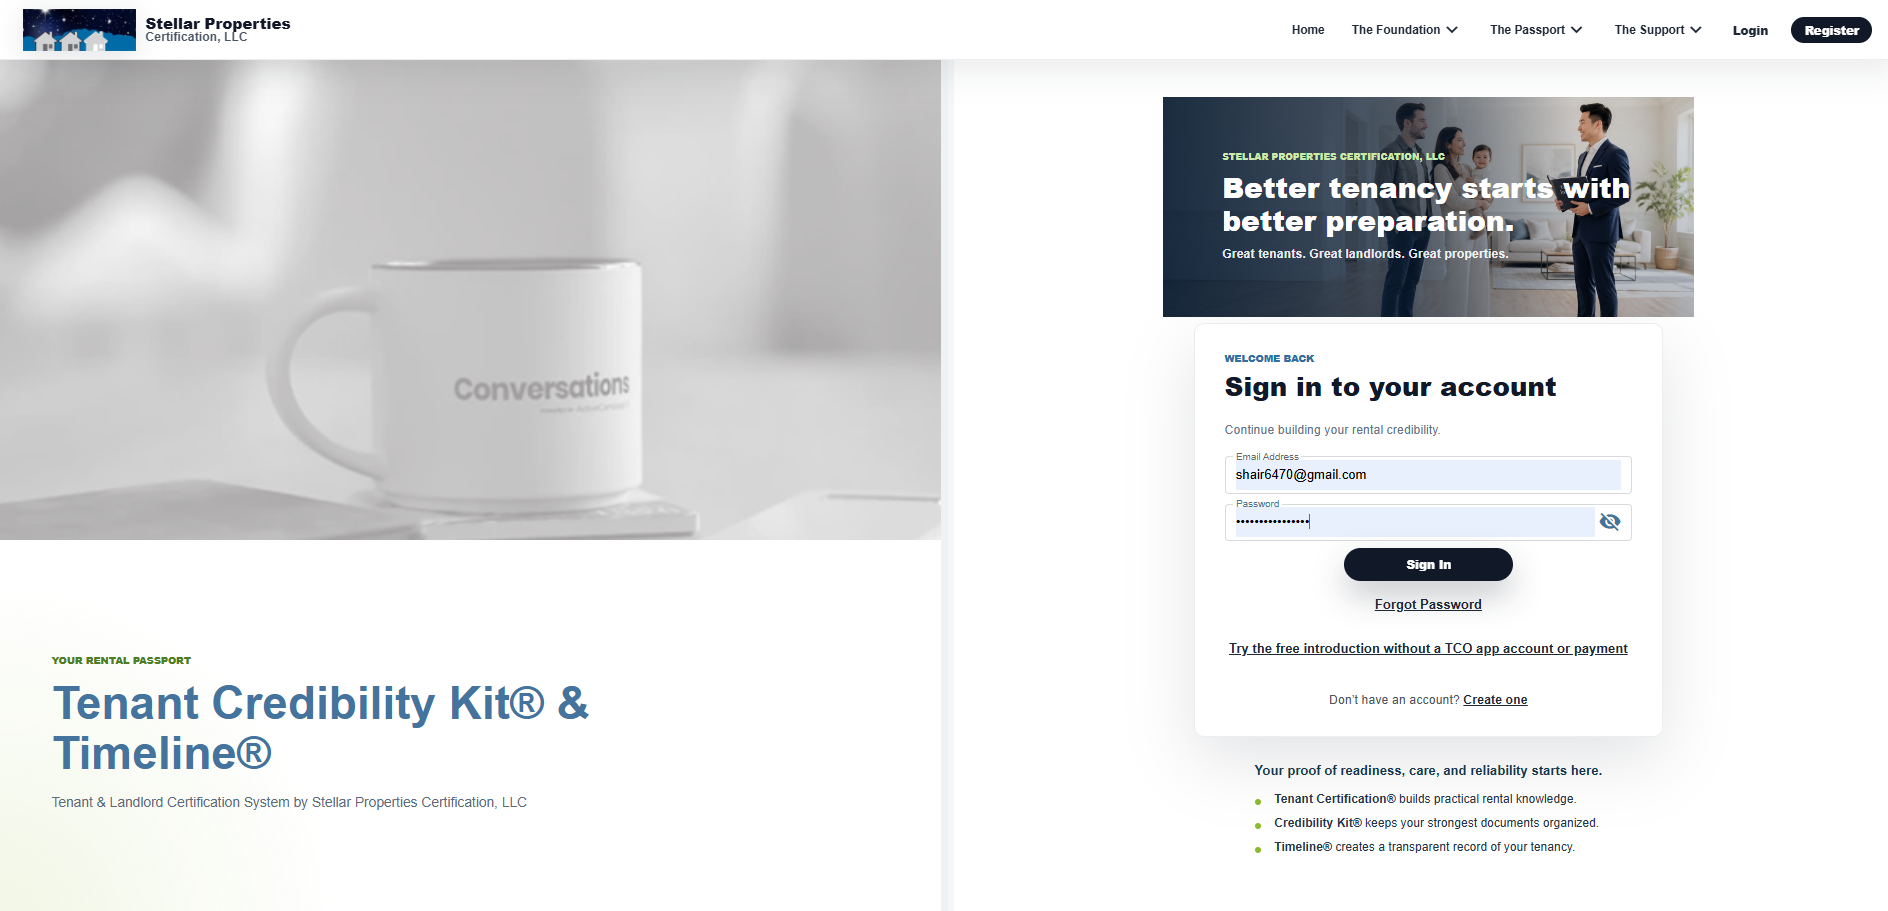 Stellar Properties
Certification, LLC
Home
The Foundation
The Passport
The Support
Login
Register
Conversations
STELLAR PROPERTIES CERTIFICATION, LLC
Better tenancy starts with
better preparation.
Great tenants. Great landlords. Great properties.
WELCOME BACK
Sign in to your account
Continue building your rental credibility.
Email Address
shair6470@gmail.com
Password
••••••••••••••••
Sign In
Forgot Password
Try the free introduction without a TCO app account or payment
Don't have an account? Create one
YOUR RENTAL PASSPORT
Tenant Credibility Kit® &
Timeline®
Tenant & Landlord Certification System by Stellar Properties Certification, LLC
Your proof of readiness, care, and reliability starts here.
Tenant Certification® builds practical rental knowledge.
Credibility Kit® keeps your strongest documents organized.
Timeline® creates a transparent record of your tenancy.